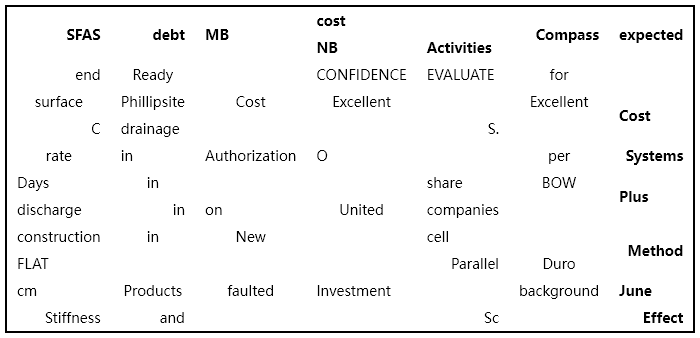 cost
SFAS debt MB Compass expected
NB Activities
end Ready CONFIDENCE EVALUATE for
surface Phillipsite Cost Excellent Excellent
Cost
C drainage S.
rate in Authorization O per Systems
Days in share BOW
Plus
discharge in on United companies
construction in New cell
Method
FLAT Parallel Duro
cm Products faulted Investment background June
Stiffness and Sc Effect